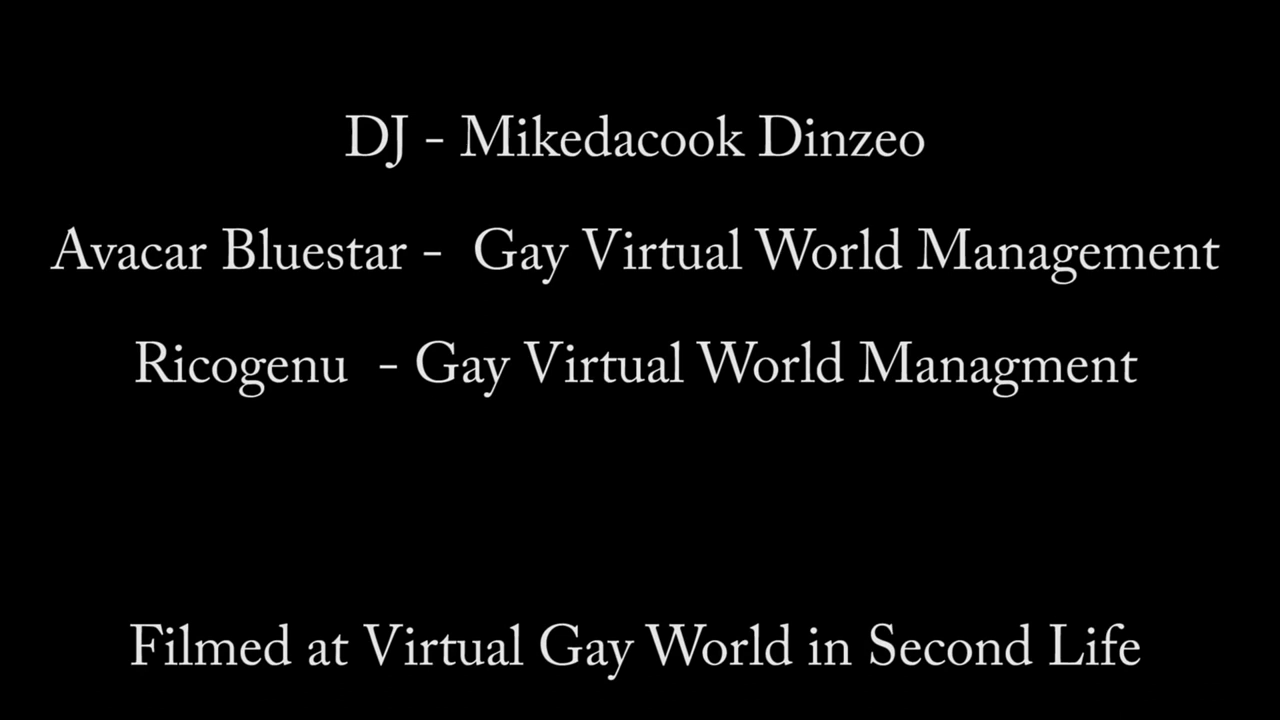 DJ - Mikedacook Dinzeo
Avacar Bluestar -  Gay Virtual World Management
Ricogenu  - Gay Virtual World Managment
Filmed at Virtual Gay World in Second Life